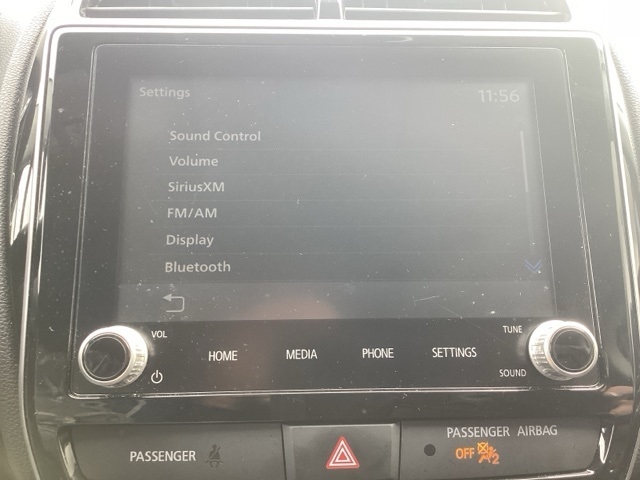 Settings 11:56
Sound Control
Volume
SiriusXM
FM/AM
Display
Bluetooth
VOL TUNE
HOME MEDIA PHONE SETTINGS
SOUND
PASSENGER
PASSENGER AIRBAG
OFF 2